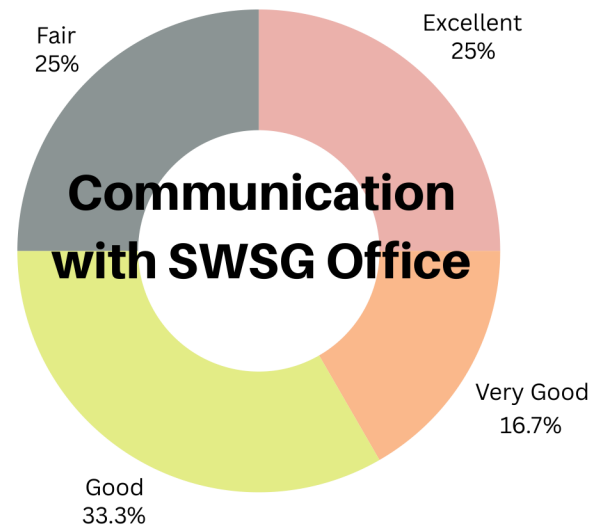 Fair
25%
Excellent
25%
Communication
with SWSG Office
Very Good
16.7%
Good
33.3%